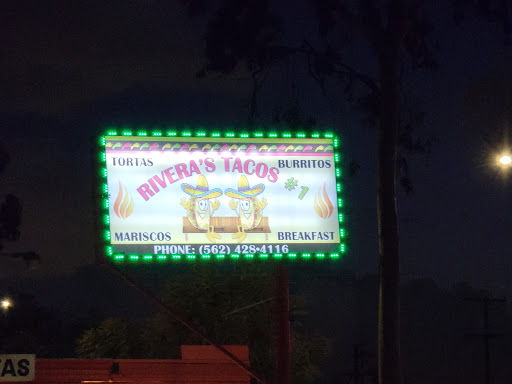 TORTAS
BURRITOS
RIVERA'S TACOS #1
MARISCOS
BREAKFAST
PHONE: (562) 428•4116
AS